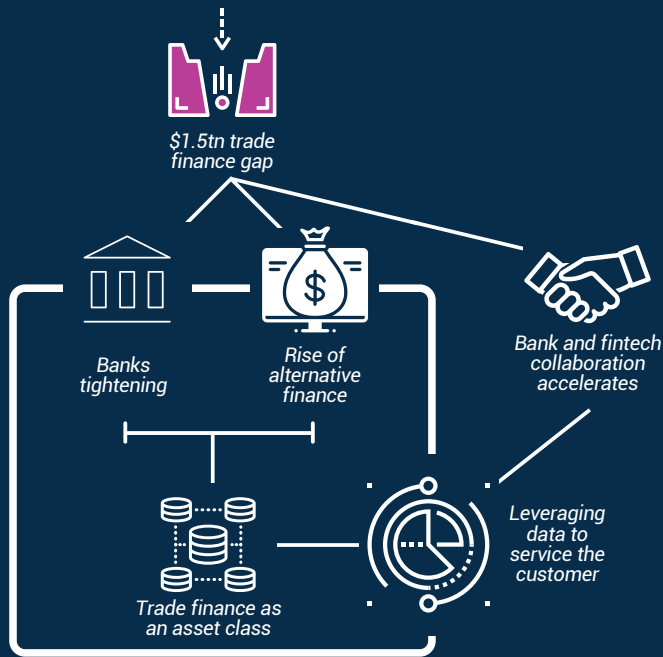 $1.5tn trade
finance gap
$
Banks
tightening
Rise of
alternative
finance
Bank and fintech
collaboration
accelerates
Trade finance as
an asset class
Leveraging
data to
service the
customer